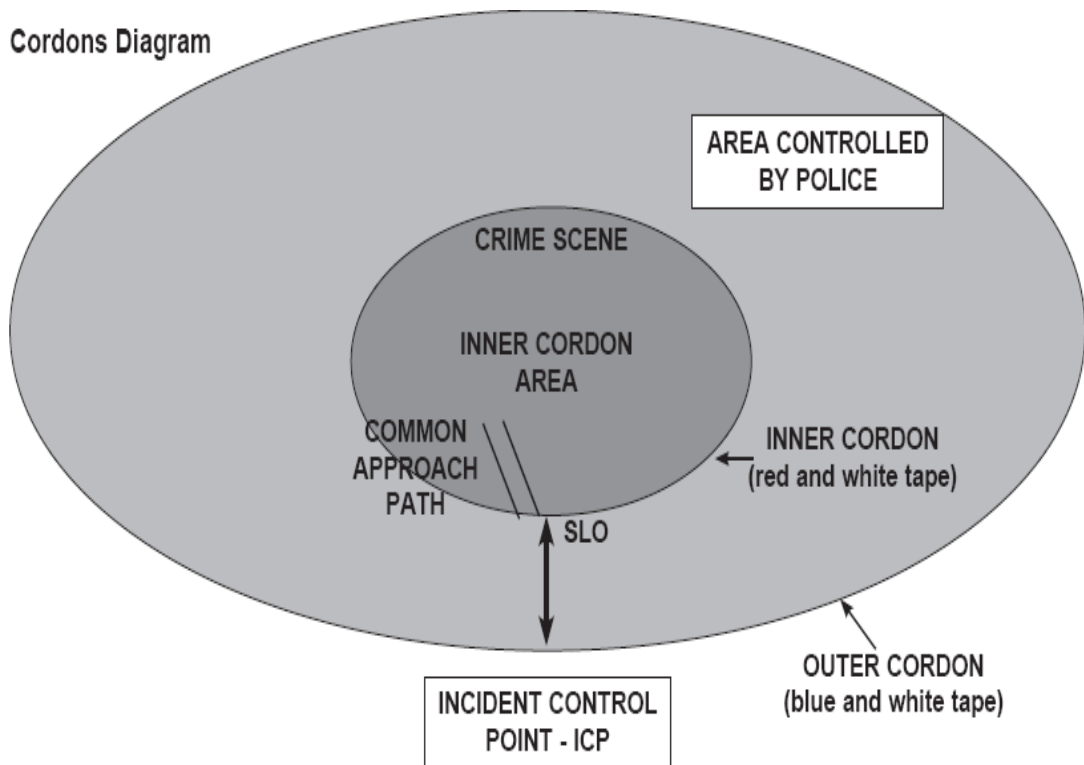 Cordons Diagram
AREA CONTROLLED
BY POLICE
CRIME SCENE
INNER CORDON
AREA
COMMON
APPROACH
PATH
INNER CORDON
(red and white tape)
SLO
OUTER CORDON
(blue and white tape)
INCIDENT CONTROL
POINT - ICP